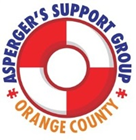 ASPERGER'S SUPPORT GROUP
* ORANGE COUNTY *